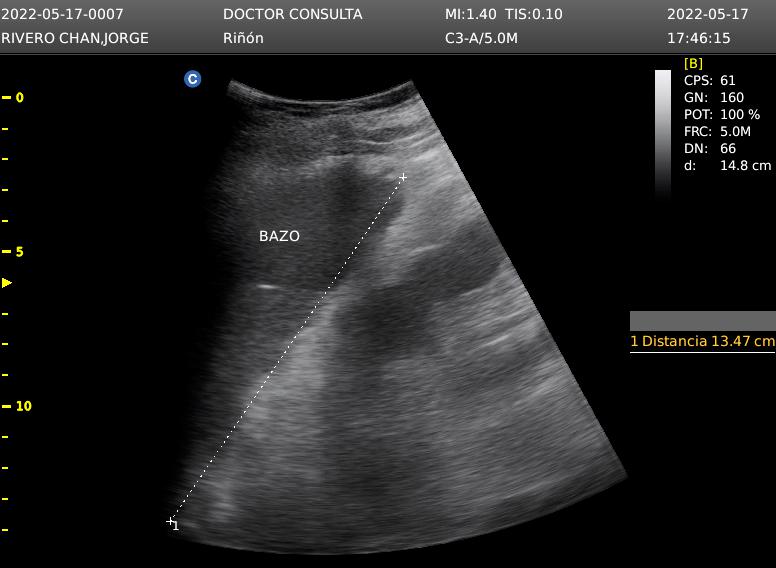 2022-05-17-0007 DOCTOR CONSULTA MI:1.40 TIS:0.10 2022-05-17
RIVERO CHAN,JORGE Riñón C3-A/5.0M 17:46:15
C
[B]
CPS: 61
GN: 160
POT: 100 %
FRC: 5.0M
DN: 66
d: 14.8 cm
0
BAZO
5
1 Distancia 13.47 cm
10
1